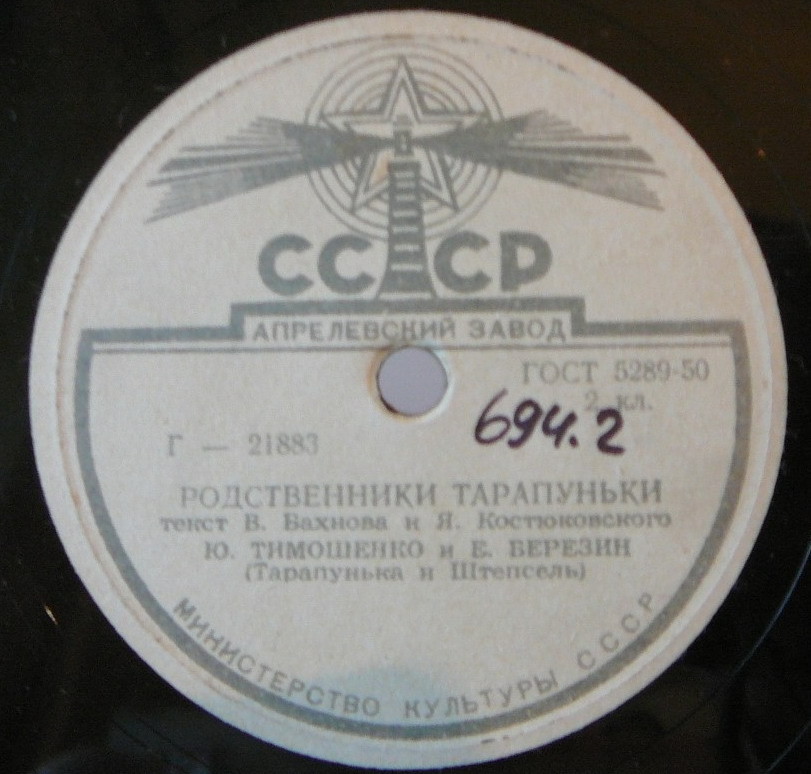 СССР
АПРЕЛЕВСКИЙ ЗАВОД
ГОСТ 5289-50
2 кл.
694.2
Г — 21883
РОДСТВЕННИКИ ТАРАПУНЬКИ
текст В. Бахнова и Я. Костюковского
Ю. ТИМОШЕНКО и Е. БЕРЕЗИН
(Тарапунька и Штепсель)
МИНИСТЕРСТВО КУЛЬТУРЫ СССР